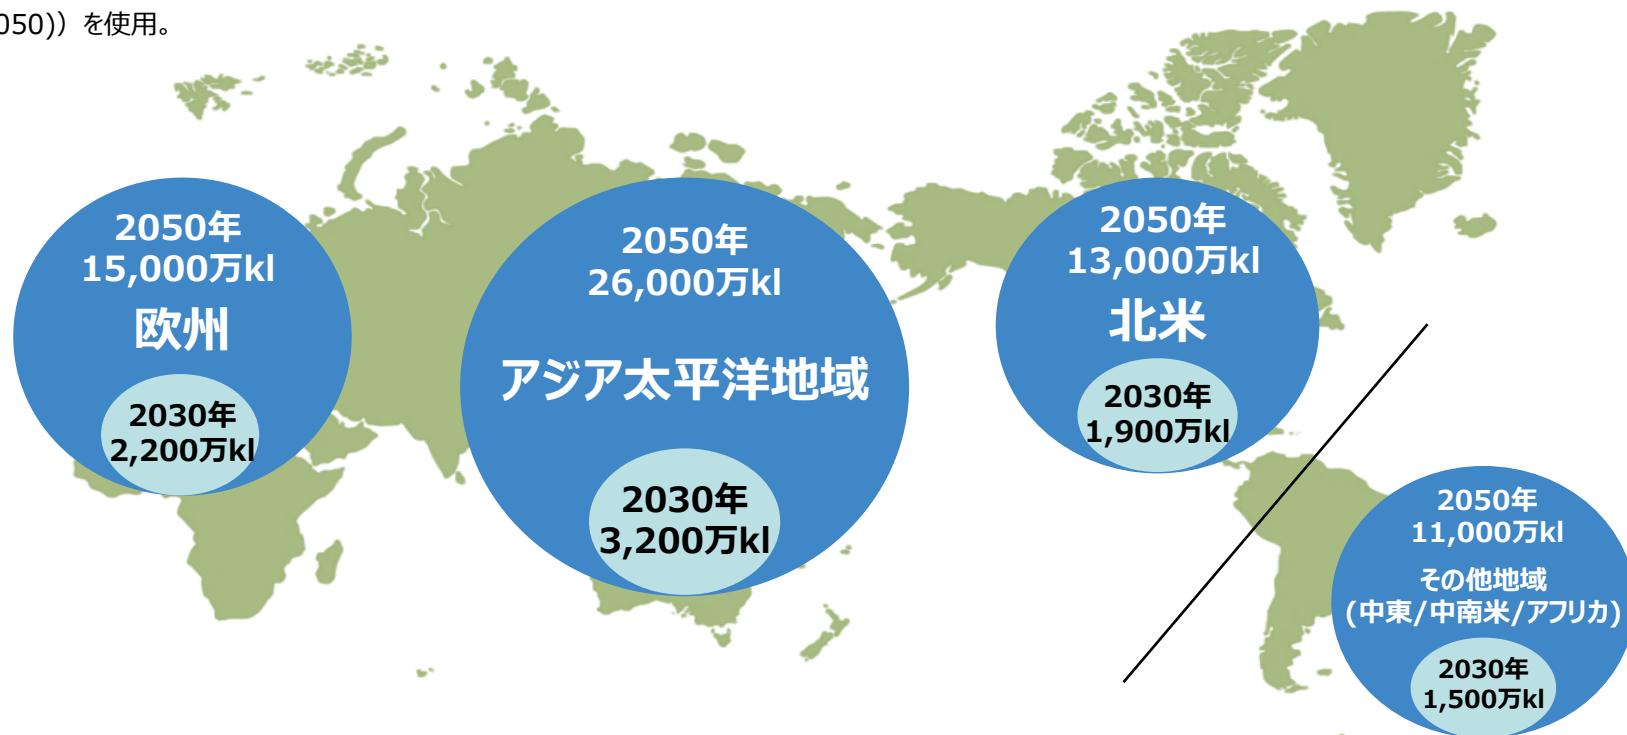 050)）を使用。
2050年
15,000万kl
欧州
2030年
2,200万kl
2050年
26,000万kl
アジア太平洋地域
2030年
3,200万kl
2050年
13,000万kl
北米
2030年
1,900万kl
2050年
11,000万kl
その他地域
(中東/中南米/アフリカ)
2030年
1,500万kl